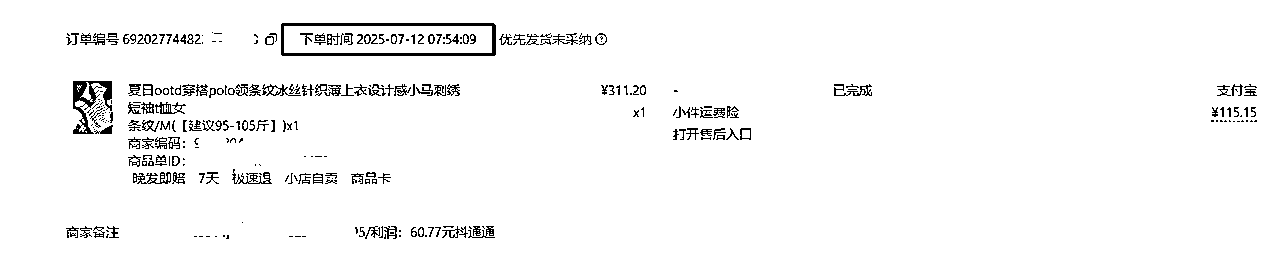 订单编号 69202774482 下单时间 2025-07-12 07:54:09 优先发货未采纳
夏日ootd穿搭polo领条纹冰丝针织薄上衣设计感小马刺绣 ¥311.20 - 已完成 支付宝
短袖t恤女 x1 小件运费险 ¥115.15
条纹/M(【建议95-105斤】)x1 打开售后入口
商家编码：
商品单ID：
晚发即赔 7天 极速退 小店自卖 商品卡
商家备注 5/利润：60.77元抖通通